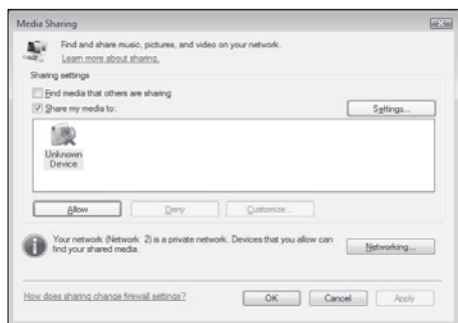 Media Sharing
Find and share music, pictures, and video on your network.
Learn more about sharing.
Sharing settings
Find media that others are sharing
Share my media to:
Settings...
Unknown
Device
Allow
Deny
Customize...
Your network (Network 2) is a private network. Devices that you allow can
find your shared media.
Networking...
How does sharing change firewall settings?
OK
Cancel
Apply